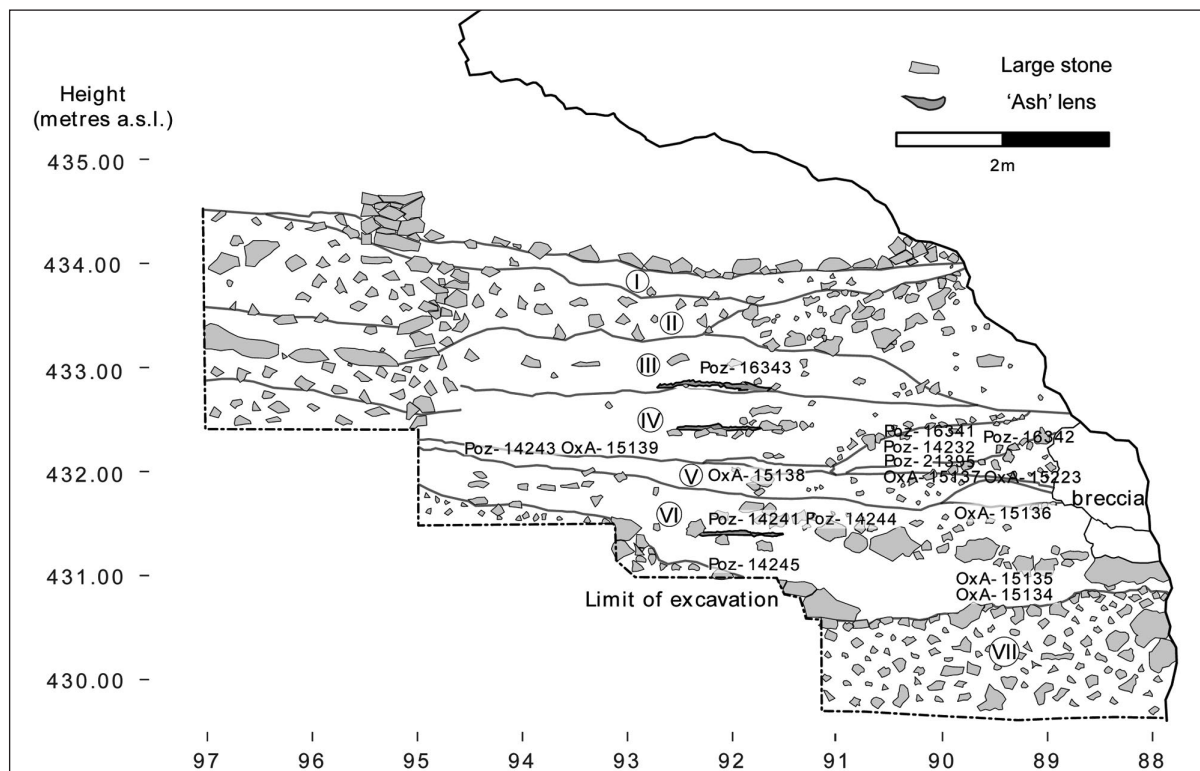 Height
(metres a.s.l.)
Large stone
'Ash' lens
2m
435.00
434.00
433.00
432.00
431.00
430.00
I
II
III
Poz-16343
IV
Poz-16341
Poz-16342
Poz-14232
Poz-21395
Poz-14243 OxA-15139
V
OxA-15138
OxA-15137 OxA-15223
breccia
VI
Poz-14241 Poz-14244
OxA-15136
Poz-14245
OxA-15135
OxA-15134
Limit of excavation
VII
97 96 95 94 93 92 91 90 89 88